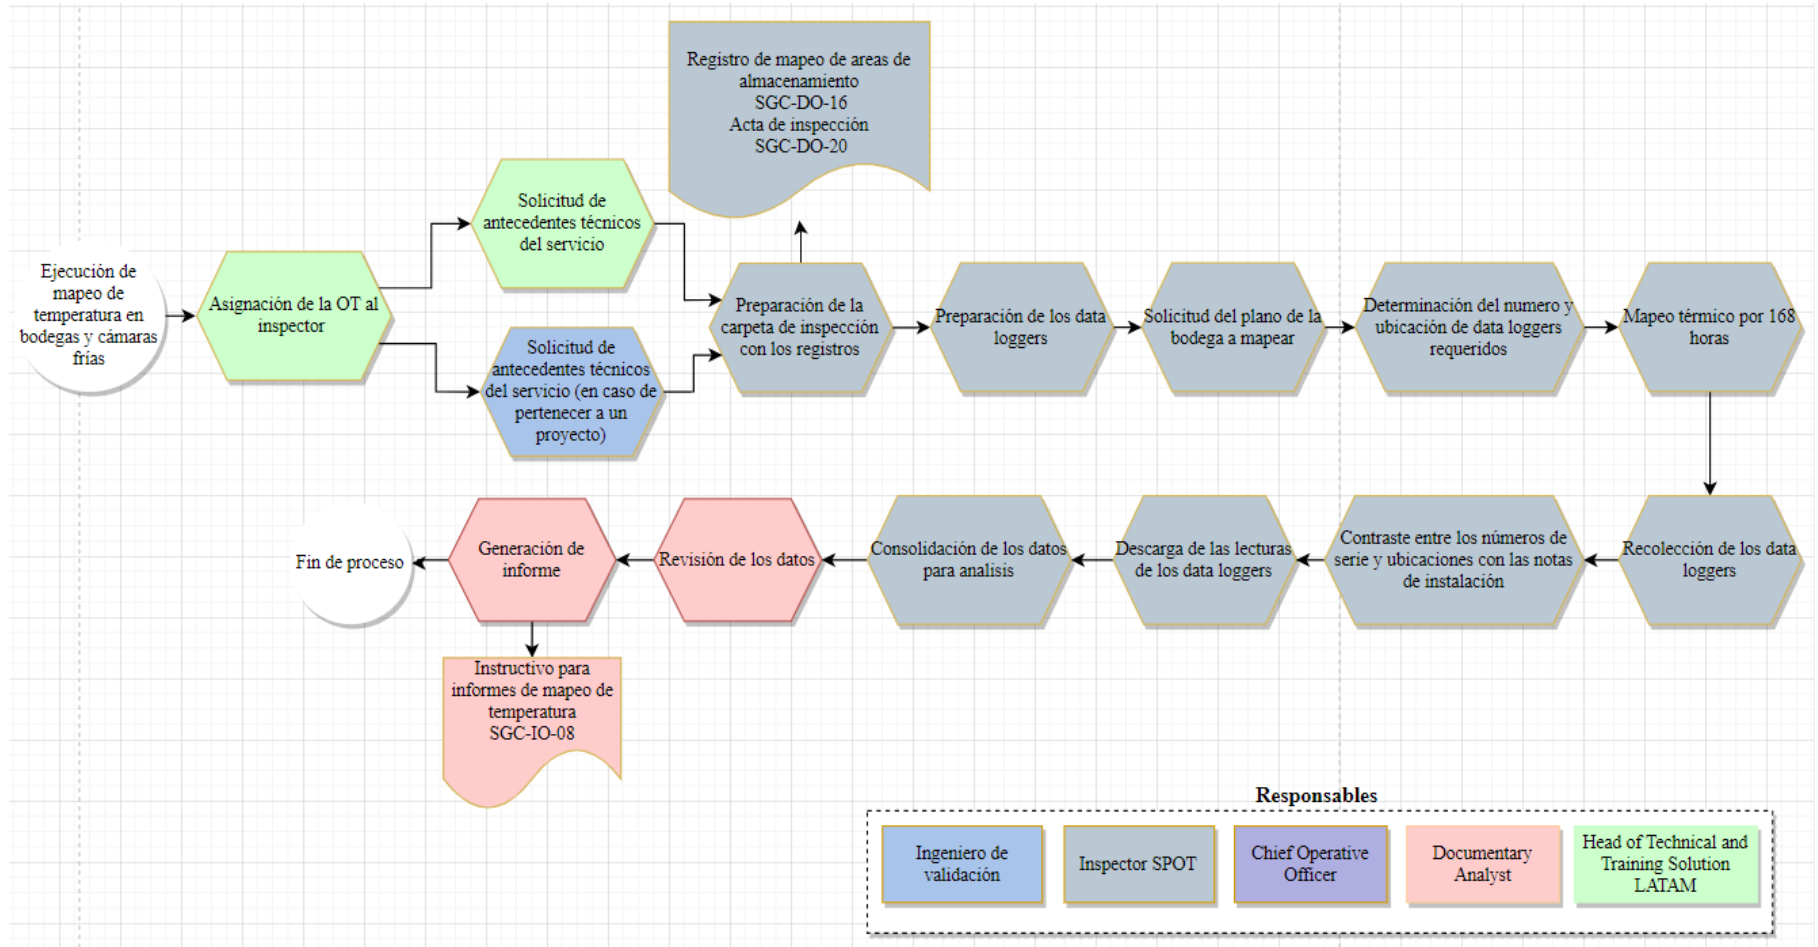 Registro de mapeo de areas de
almacenamiento
SGC-DO-16
Acta de inspección
SGC-DO-20
Ejecución de
mapeo de
temperatura en
bodegas y cámaras
frías
Asignación de la OT al
inspector
Solicitud de
antecedentes técnicos
del servicio
Solicitud de
antecedentes técnicos
del servicio (en caso de
pertenecer a un
proyecto)
Preparación de la
carpeta de inspección
con los registros
Preparación de los data
loggers
Solicitud del plano de la
bodega a mapear
Determinación del numero y
ubicación de data loggers
requeridos
Mapeo térmico por 168
horas
Recolección de los data
loggers
Contraste entre los números de
serie y ubicaciones con las notas
de instalación
Descarga de las lecturas
de los data loggers
Consolidación de los datos
para analisis
Revisión de los datos
Generación de
informe
Fin de proceso
Instructivo para
informes de mapeo de
temperatura
SGC-IO-08
Responsables
Ingeniero de
validación
Inspector SPOT
Chief Operative
Officer
Documentary
Analyst
Head of Technical and
Training Solution
LATAM